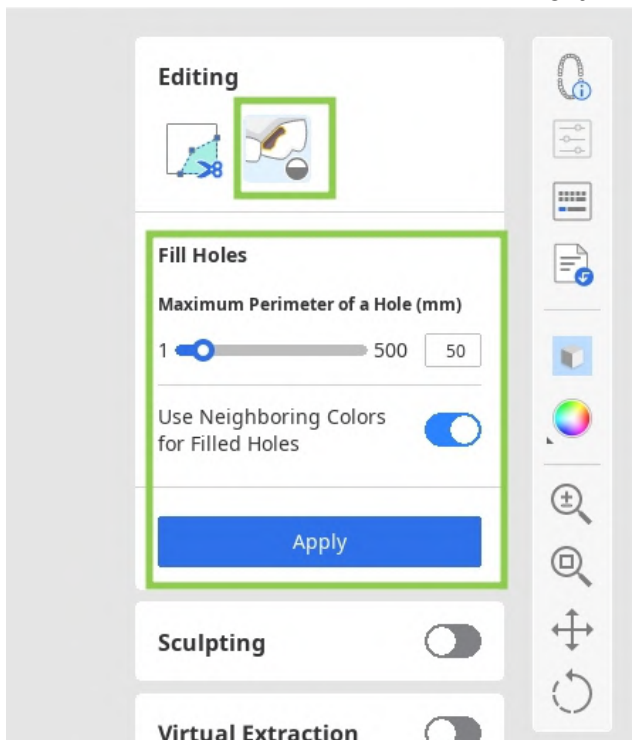 Editing
Fill Holes
Maximum Perimeter of a Hole (mm)
1 500 50
Use Neighboring Colors
for Filled Holes
Apply
Sculpting
Virtual Extraction